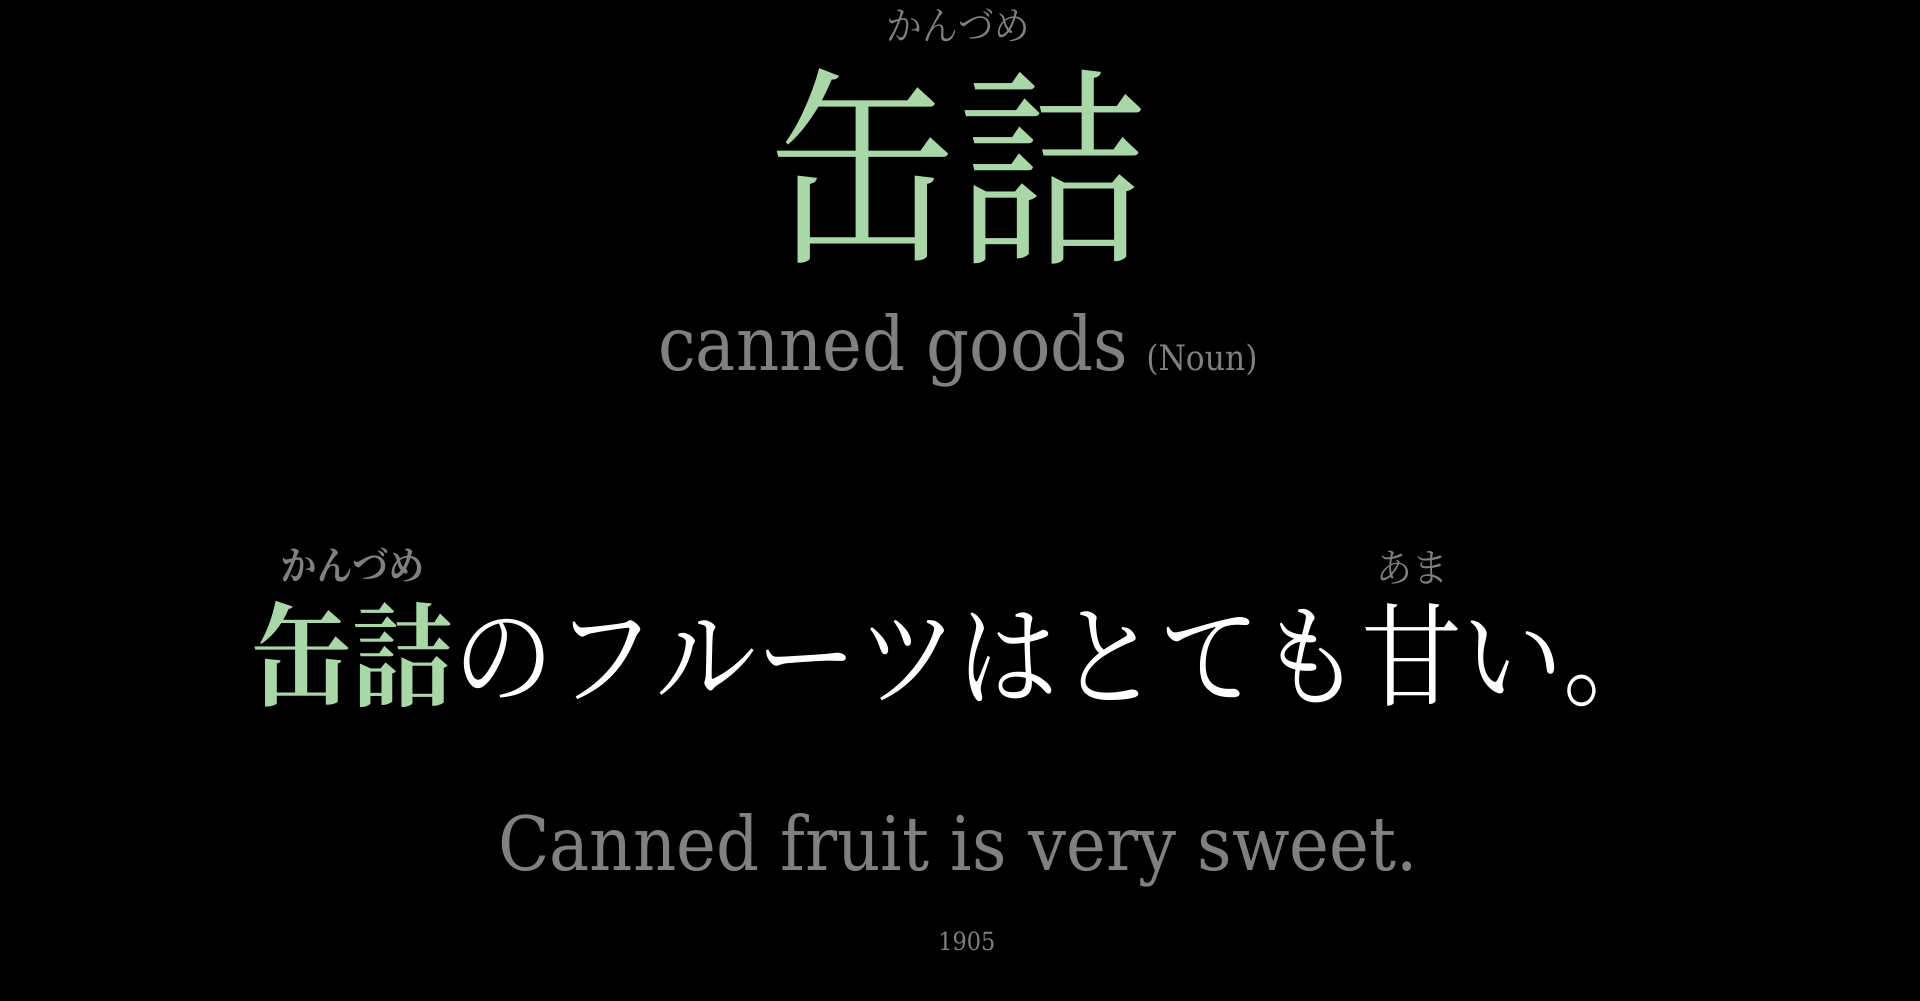 かんづめ
缶詰
canned goods (Noun)
かんづめ あま
缶詰のフルーツはとても甘い。
Canned fruit is very sweet.
1905